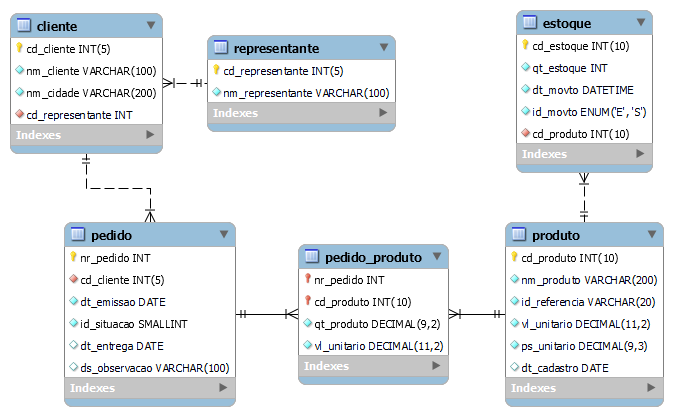 cliente
cd_cliente INT(5)
nm_cliente VARCHAR(100)
nm_cidade VARCHAR(200)
cd_representante INT
Indexes
representante
cd_representante INT(5)
nm_representante VARCHAR(100)
Indexes
estoque
cd_estoque INT(10)
qt_estoque INT
dt_movto DATETIME
id_movto ENUM('E', 'S')
cd_produto INT(10)
Indexes
pedido
nr_pedido INT
cd_cliente INT(5)
dt_emissao DATE
id_situacao SMALLINT
dt_entrega DATE
ds_observacao VARCHAR(100)
Indexes
pedido_produto
nr_pedido INT
cd_produto INT(10)
qt_produto DECIMAL(9,2)
vl_unitario DECIMAL(11,2)
Indexes
produto
cd_produto INT(10)
nm_produto VARCHAR(200)
id_referencia VARCHAR(20)
vl_unitario DECIMAL(11,2)
ps_unitario DECIMAL(9,3)
dt_cadastro DATE
Indexes